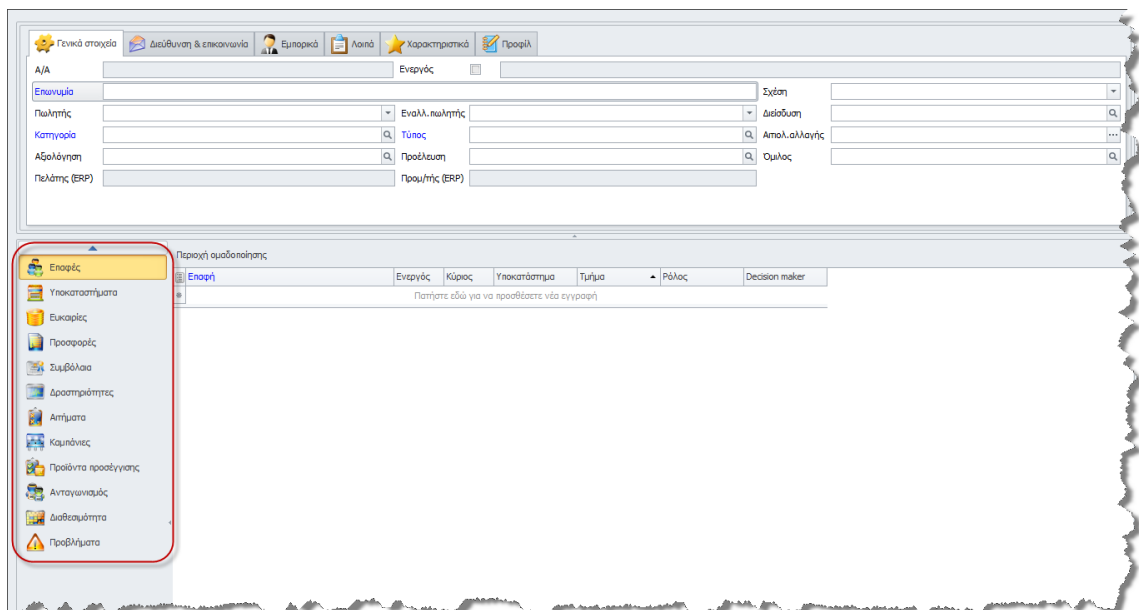 Γενικά στοιχεία Διεύθυνση & επικοινωνία Εμπορικά Λοιπά Χαρακτηριστικά Προφίλ
Α/Α Ενεργός
Επωνυμία Σχέση
Πωλητής Εναλλ.πωλητής Διείσδυση
Κατηγορία Τύπος Απολ.αλλαγής
Αξιολόγηση Προέλευση Όμιλος
Πελάτης (ERP) Προμ/τής (ERP)
Περιοχή ομαδοποίησης
Επαφή Ενεργός Κύριος Υποκατάστημα Τμήμα Ρόλος Decision maker
Πατήστε εδώ για να προσθέσετε νέα εγγραφή
Επαφές
Υποκαταστήματα
Ευκαιρίες
Προσφορές
Συμβόλαια
Δραστηριότητες
Αιτήματα
Καμπάνιες
Προϊόντα προσέγγισης
Ανταγωνισμός
Διαθεσιμότητα
Προβλήματα